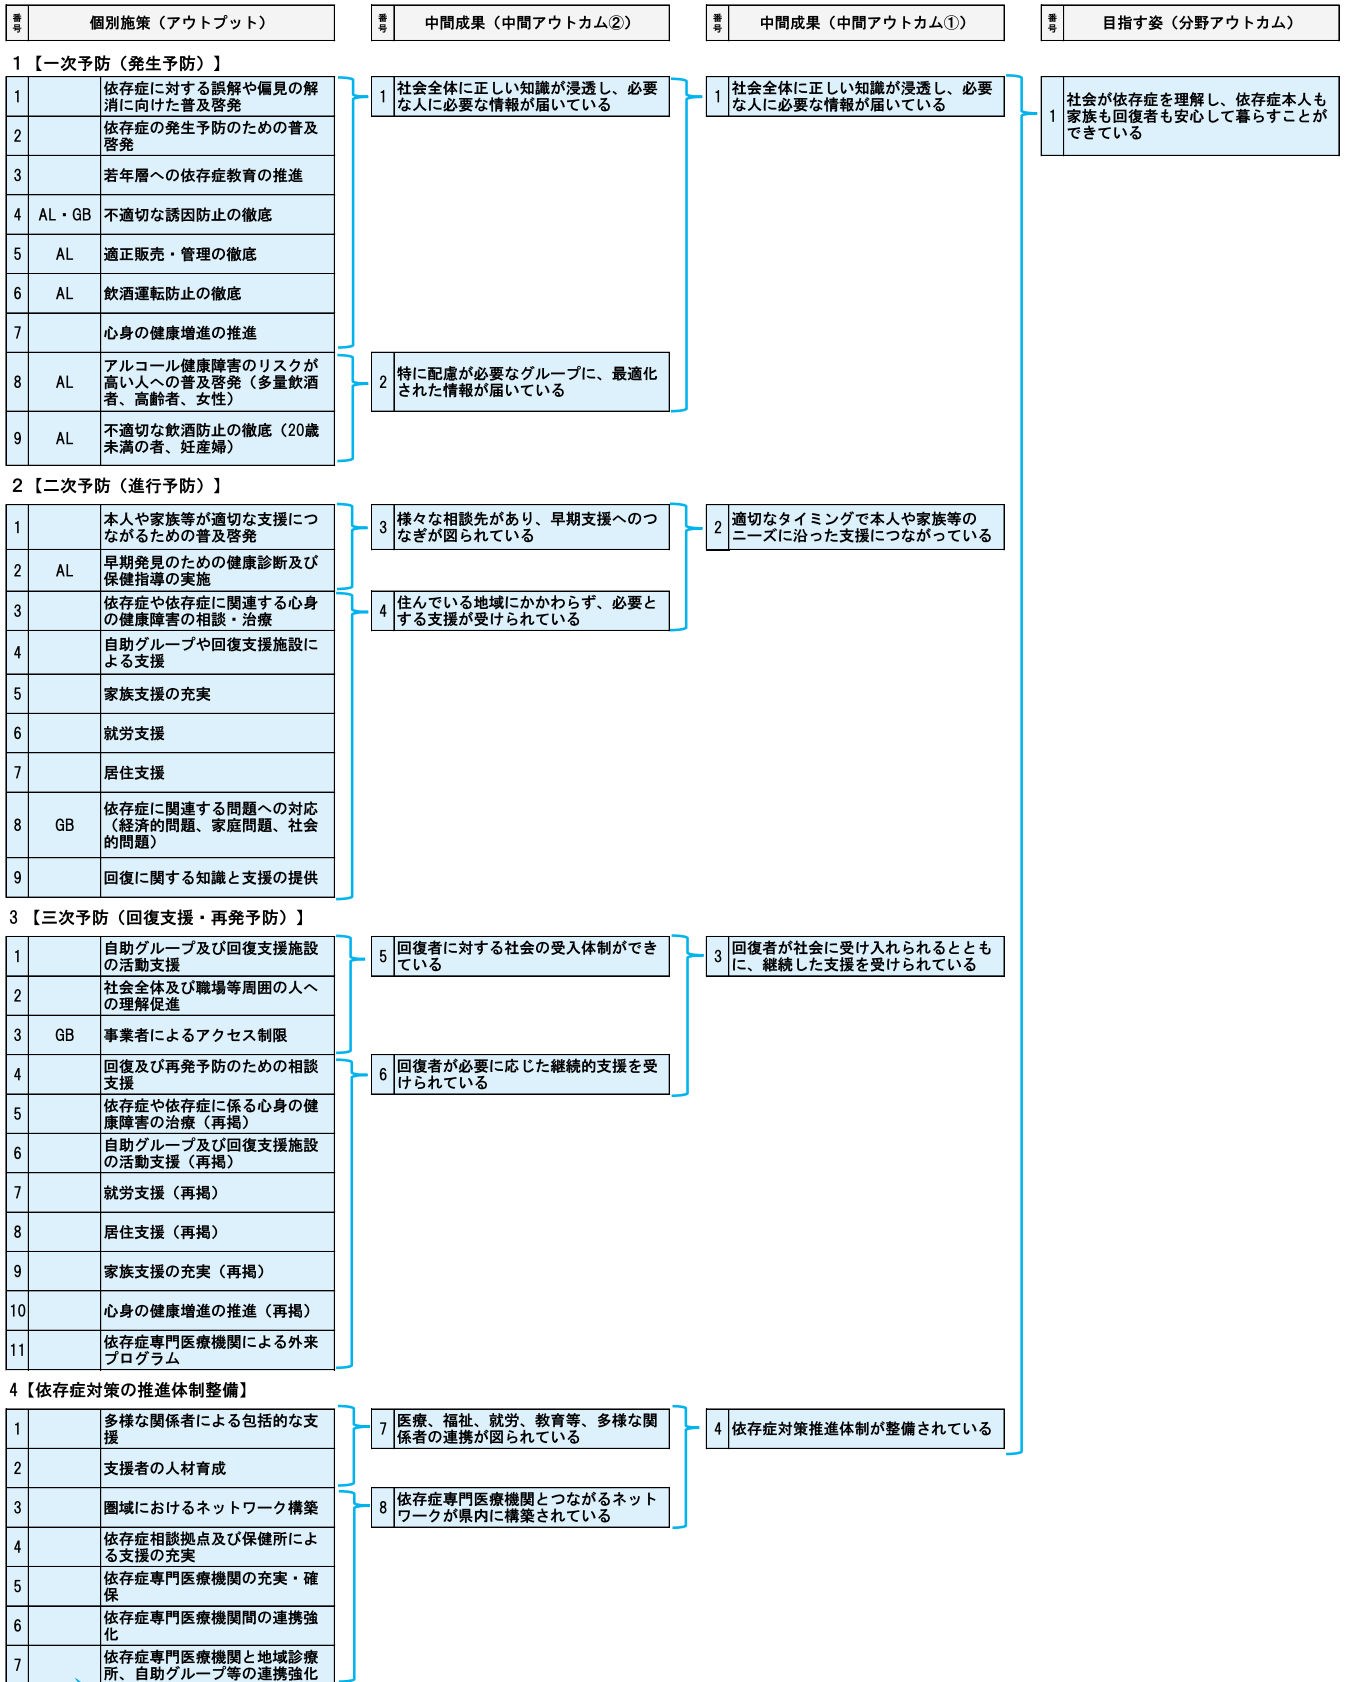 番号 個別施策（アウトプット） 番号 中間成果（中間アウトカム②） 番号 中間成果（中間アウトカム①） 番号 目指す姿（分野アウトカム）
1【一次予防（発生予防）】
1 依存症に対する誤解や偏見の解
消に向けた普及啓発
1 社会全体に正しい知識が浸透し、必要
な人に必要な情報が届いている
1 社会全体に正しい知識が浸透し、必要
な人に必要な情報が届いている
1 社会が依存症を理解し、依存症本人も
家族も回復者も安心して暮らすことが
できている
2 依存症の発生予防のための普及
啓発
3 若年層への依存症教育の推進
4 AL・GB 不適切な誘因防止の徹底
5 AL 適正販売・管理の徹底
6 AL 飲酒運転防止の徹底
7 心身の健康増進の推進
8 AL アルコール健康障害のリスクが
高い人への普及啓発（多量飲酒
者、高齢者、女性）
2 特に配慮が必要なグループに、最適化
された情報が届いている
9 AL 不適切な飲酒防止の徹底（20歳
未満の者、妊産婦）
2【二次予防（進行予防）】
1 本人や家族等が適切な支援につ
ながるための普及啓発
3 様々な相談先があり、早期支援へのつ
なぎが図られている
2 適切なタイミングで本人や家族等の
ニーズに沿った支援につながっている
2 AL 早期発見のための健康診断及び
保健指導の実施
3 依存症や依存症に関連する心身
の健康障害の相談・治療
4 住んでいる地域にかかわらず、必要と
する支援が受けられている
4 自助グループや回復支援施設に
よる支援
5 家族支援の充実
6 就労支援
7 居住支援
8 GB 依存症に関連する問題への対応
（経済的問題、家庭問題、社会
的問題）
9 回復に関する知識と支援の提供
3【三次予防（回復支援・再発予防）】
1 自助グループ及び回復支援施設
の活動支援
5 回復者に対する社会の受入体制ができ
ている
3 回復者が社会に受け入れられるととも
に、継続した支援を受けられている
2 社会全体及び職場等周囲の人へ
の理解促進
3 GB 事業者によるアクセス制限
4 回復及び再発予防のための相談
支援
6 回復者が必要に応じた継続的支援を受
けられている
5 依存症や依存症に係る心身の健
康障害の治療（再掲）
6 自助グループ及び回復支援施設
の活動支援（再掲）
7 就労支援（再掲）
8 居住支援（再掲）
9 家族支援の充実（再掲）
10 心身の健康増進の推進（再掲）
11 依存症専門医療機関による外来
プログラム
4【依存症対策の推進体制整備】
1 多様な関係者による包括的な支
援
7 医療、福祉、就労、教育等、多様な関
係者の連携が図られている
4 依存症対策推進体制が整備されている
2 支援者の人材育成
3 圏域におけるネットワーク構築
8 依存症専門医療機関とつながるネット
ワークが県内に構築されている
4 依存症相談拠点及び保健所によ
る支援の充実
5 依存症専門医療機関の充実・確
保
6 依存症専門医療機関間の連携強
化
7 依存症専門医療機関と地域診療
所、自助グループ等の連携強化